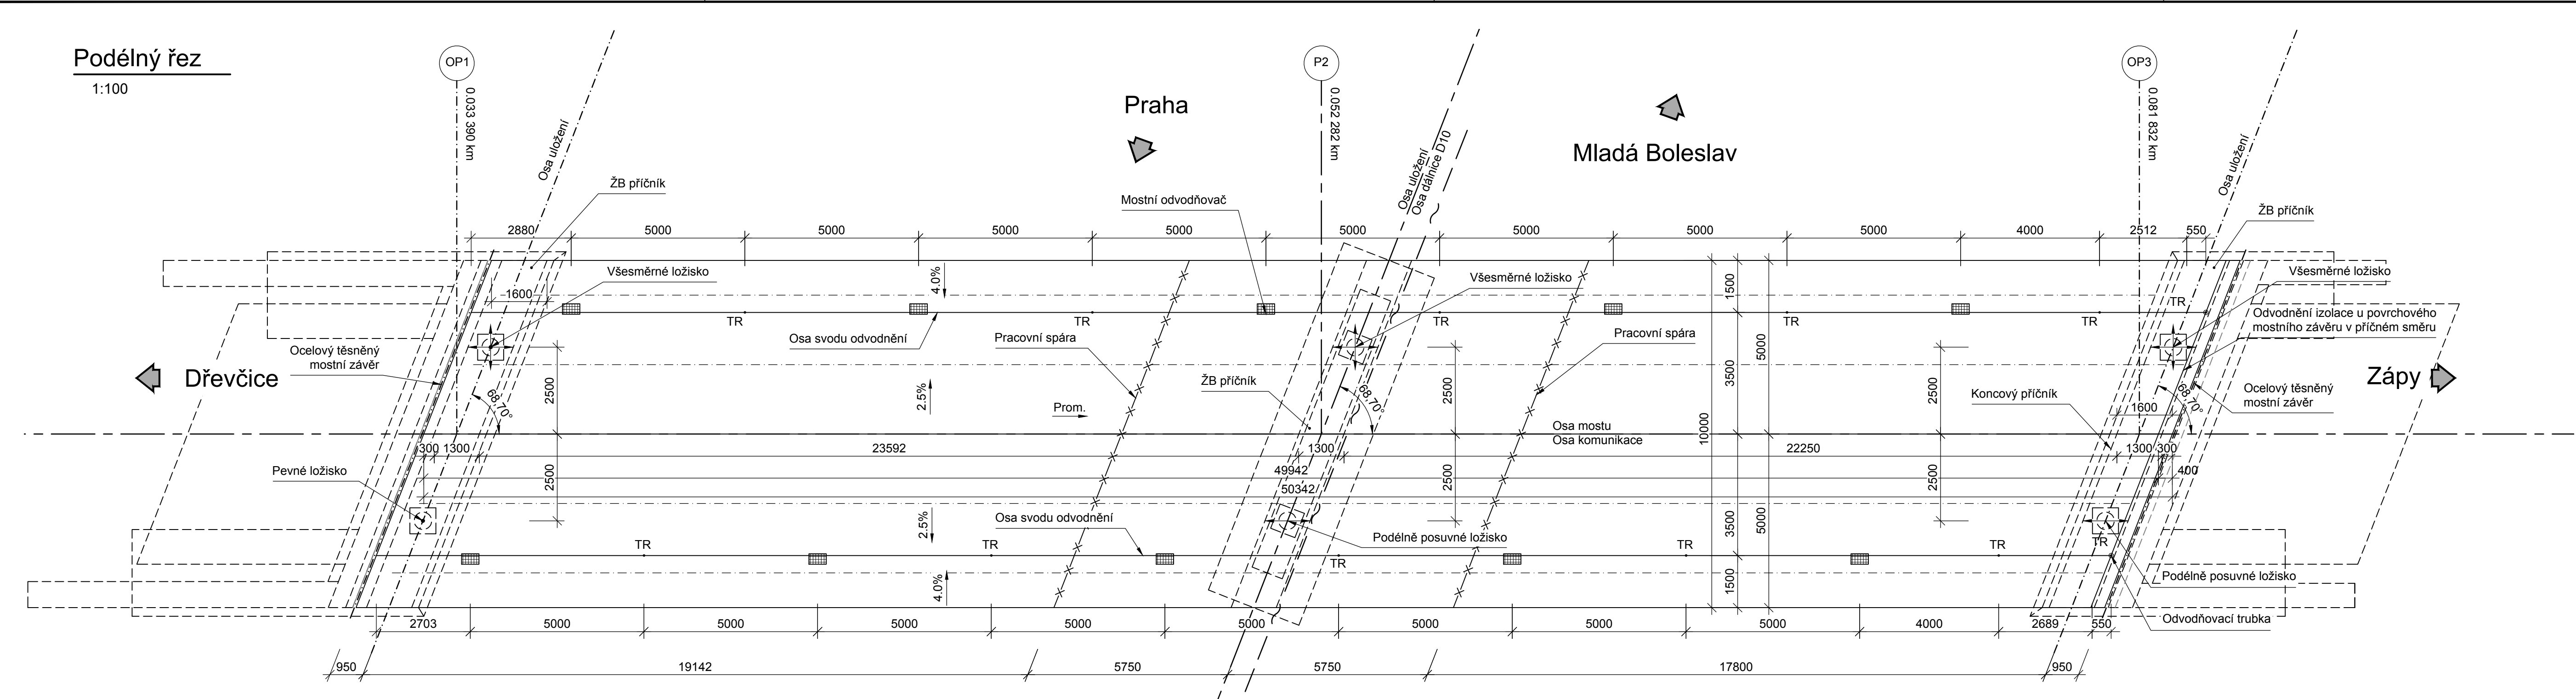 Podélný řez
1:100
OP1
0.033 390 km
Osa uložení
ŽB příčník
Praha
P2
0.052 282 km
Osa uložení
Osa dálnice D10
Mladá Boleslav
OP3
0.081 832 km
Osa uložení
ŽB příčník
Mostní odvodňovač
2880
5000
5000
5000
5000
5000
5000
5000
5000
4000
2512
550
Všesměrné ložisko
1600
4.0%
Všesměrné ložisko
1500
Všesměrné ložisko
TR
TR
TR
TR
TR
TR
Odvodnění izolace u povrchového
mostního závěru v příčném směru
Osa svodu odvodnění
Pracovní spára
Pracovní spára
Ocelový těsněný
mostní závěr
Dřevčice
68.70°
2500
2.5%
Prom.
ŽB příčník
68.70°
2500
3500
5000
10000
2500
Koncový příčník
1600
68.70°
Ocelový těsněný
mostní závěr
Zápy
Osa mostu
Osa komunikace
300
1300
23592
1300
22250
1300
300
400
49942
50342
Pevné ložisko
2500
2500
2500
Osa svodu odvodnění
2.5%
Podélně posuvné ložisko
3500
5000
TR
TR
TR
TR
TR
TR
4.0%
1500
Podélně posuvné ložisko
Odvodňovací trubka
2703
5000
5000
5000
5000
5000
5000
5000
5000
4000
2689
550
950
19142
5750
5750
17800
950